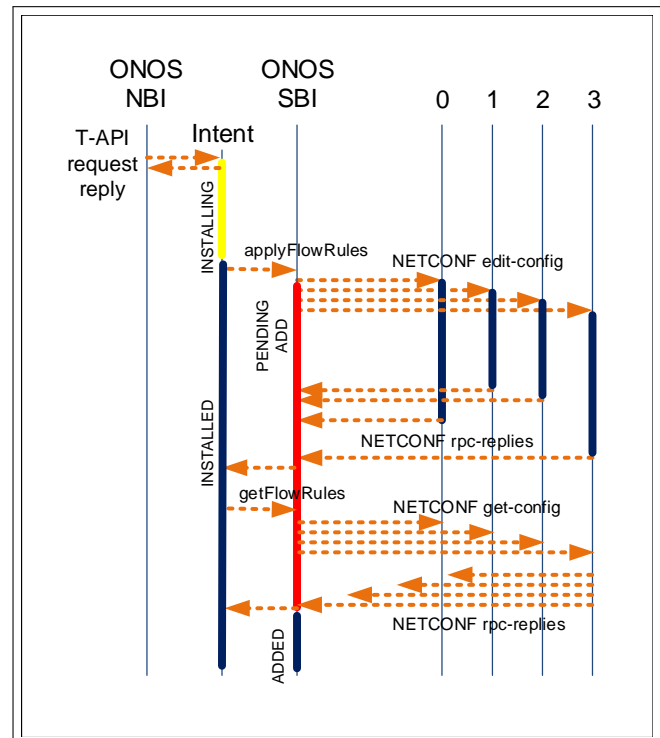 ONOS
NBI
ONOS
SBI
0
1
2
3
T-API
request
reply
Intent
INSTALLING
applyFlowRules
NETCONF edit-config
PENDING
ADD
INSTALLED
NETCONF rpc-replies
getFlowRules
NETCONF get-config
NETCONF rpc-replies
ADDED